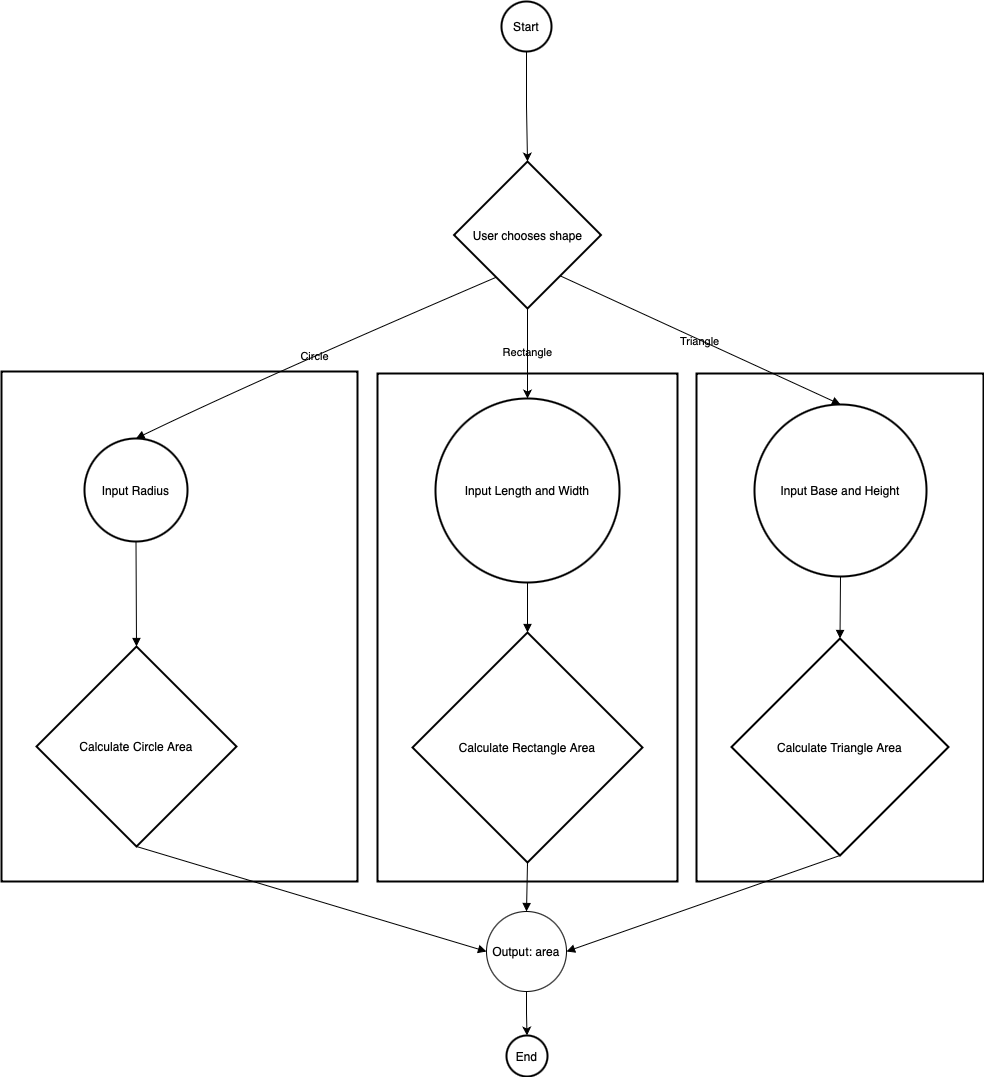 Start
User chooses shape
Circle
Rectangle
Triangle
Input Radius
Input Length and Width
Input Base and Height
Calculate Circle Area
Calculate Rectangle Area
Calculate Triangle Area
Output: area
End